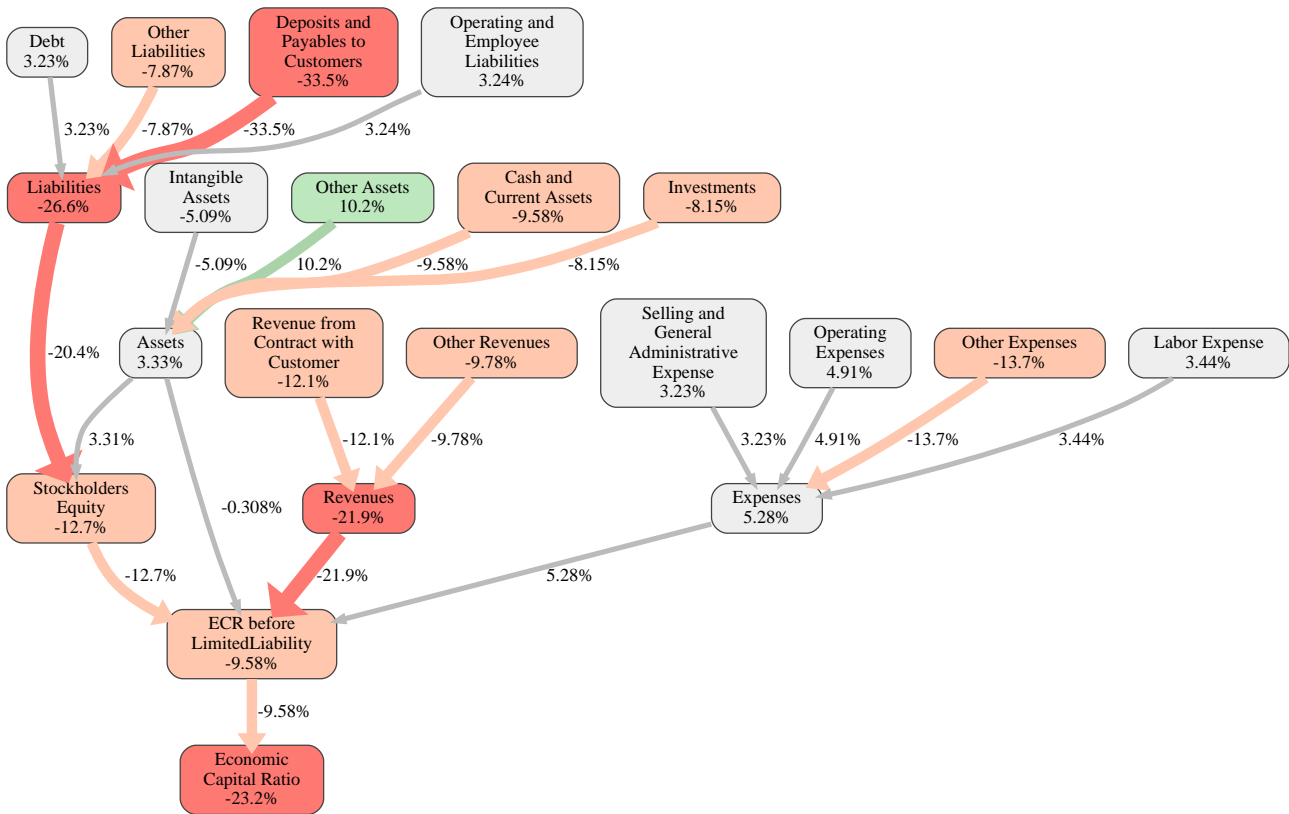 Debt
3.23%
Other
Liabilities
-7.87%
Deposits and
Payables to
Customers
-33.5%
Operating and
Employee
Liabilities
3.24%
3.23%
-7.87%
-33.5%
3.24%
Liabilities
-26.6%
Intangible
Assets
-5.09%
Other Assets
10.2%
Cash and
Current Assets
-9.58%
Investments
-8.15%
-5.09%
10.2%
-9.58%
-8.15%
-20.4%
Assets
3.33%
Revenue from
Contract with
Customer
-12.1%
Other Revenues
-9.78%
Selling and
General
Administrative
Expense
3.23%
Operating
Expenses
4.91%
Other Expenses
-13.7%
Labor Expense
3.44%
3.31%
-12.1%
-9.78%
3.23%
4.91%
-13.7%
3.44%
Stockholders
Equity
-12.7%
-0.308%
Revenues
-21.9%
Expenses
5.28%
-12.7%
-21.9%
5.28%
ECR before
LimitedLiability
-9.58%
-9.58%
Economic
Capital Ratio
-23.2%